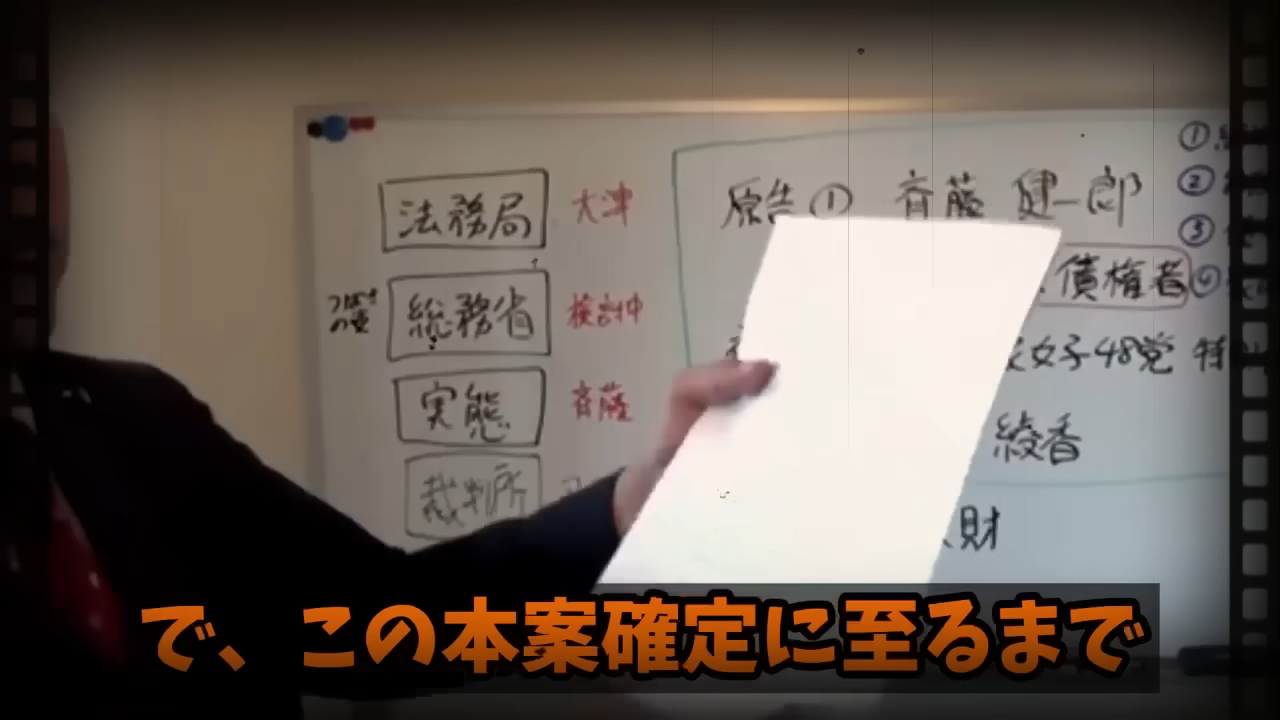 法務局 大津
総務省 検討中
実態 斉藤
裁判所
原告① 斉藤 健一郎
債権者
女子48党 特
綾香
財
①
②
③
④
で、この本案確定に至るまで